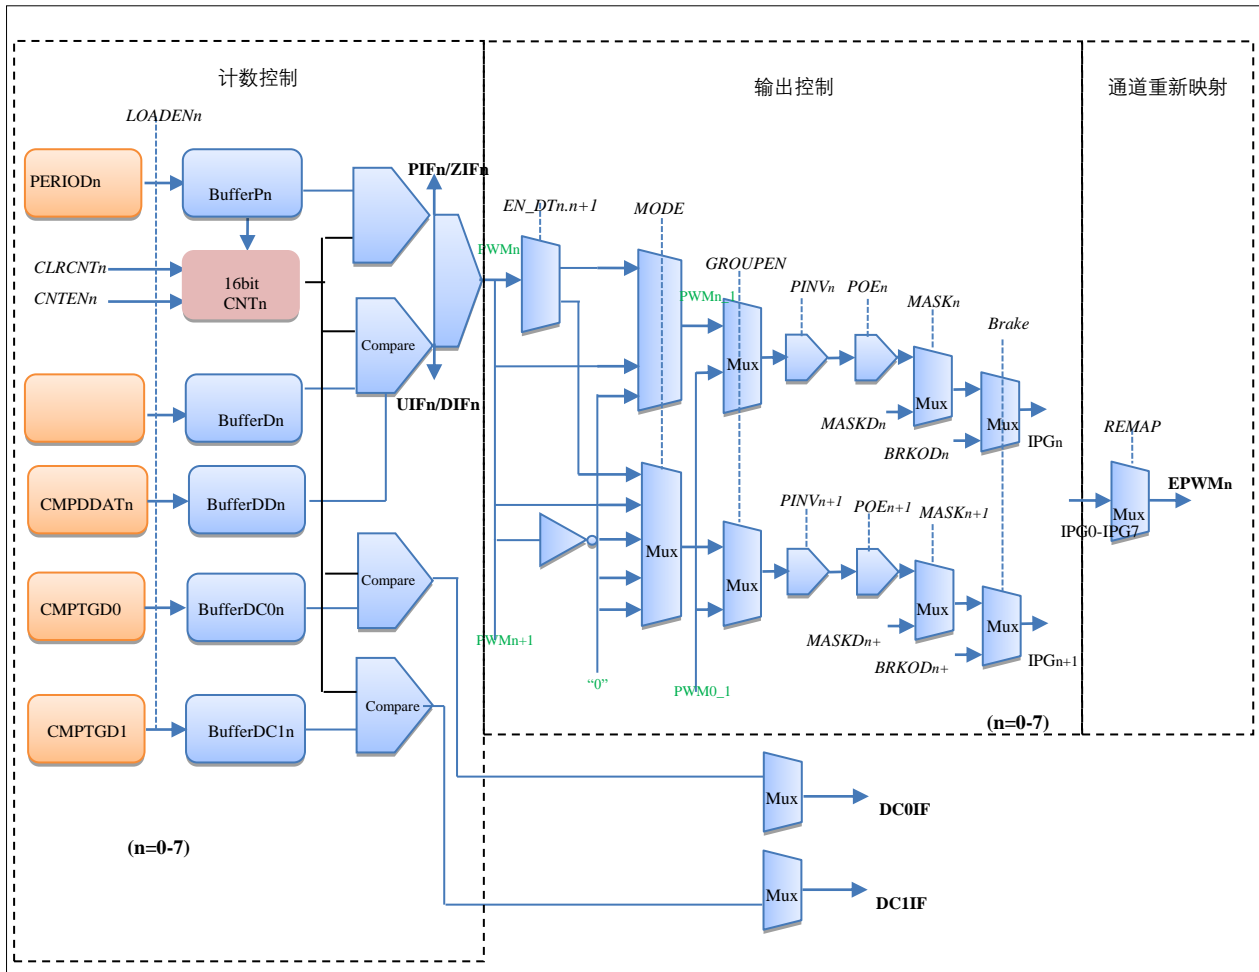 计数控制
输出控制
通道重新映射
LOADENn
PERIODn
BufferPn
PIFn/ZIFn
CLRCNTn
CNTENn
16bit
CNTn
Compare
UIFn/DIFn
BufferDn
CMPDDATn
BufferDDn
CMPTGD0
BufferDC0n
Compare
CMPTGD1
BufferDC1n
Compare
(n=0-7)
EN_DTn.n+1
MODE
PWMn
GROUPEN
PWMn_1
PINVn
POEn
MASKn
Brake
Mux
Mux
Mux
MASKDn
BRKODn
IPGn
REMAP
EPWMn
Mux
IPG0-IPG7
PINVn+1
POEn+1
MASKn+1
Mux
Mux
Mux
Mux
PWMn+1
MASKDn+
BRKODn+
IPGn+1
“0”
PWM0_1
(n=0-7)
Mux
DC0IF
Mux
DC1IF